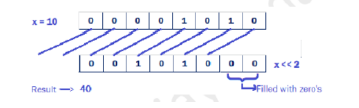 x = 10 0 0 0 0 1 0 1 0
0 0 1 0 1 0 0 0 x << 2
Result → 40 Filled with zero's